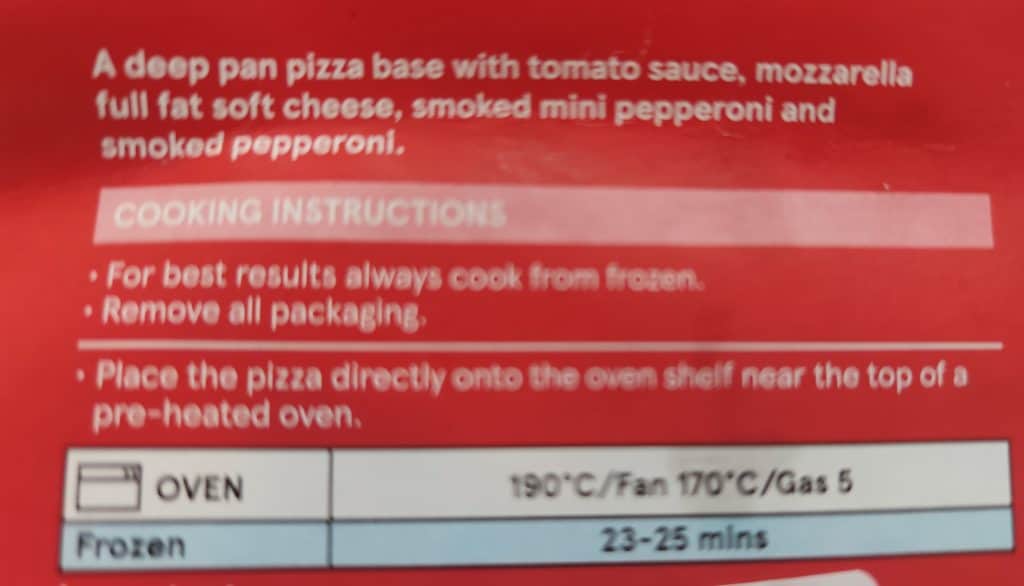 A deep pan pizza base with tomato sauce, mozzarella
full fat soft cheese, smoked mini pepperoni and
smoked pepperoni.
COOKING INSTRUCTIONS
• For best results always cook from frozen.
• Remove all packaging.
• Place the pizza directly onto the oven shelf near the top of a
pre-heated oven.
OVEN 190°C/Fan 170°C/Gas 5
Frozen 23-25 mins